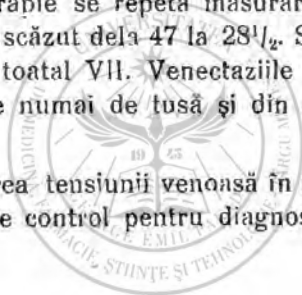 rapie se repetă măsurar
scăzut dela 47 la 28¹/₂. S
toatal VII. Venectaziile
e numai de tusă și din

rea tensiunii venoasă în
e control pentru diagnos